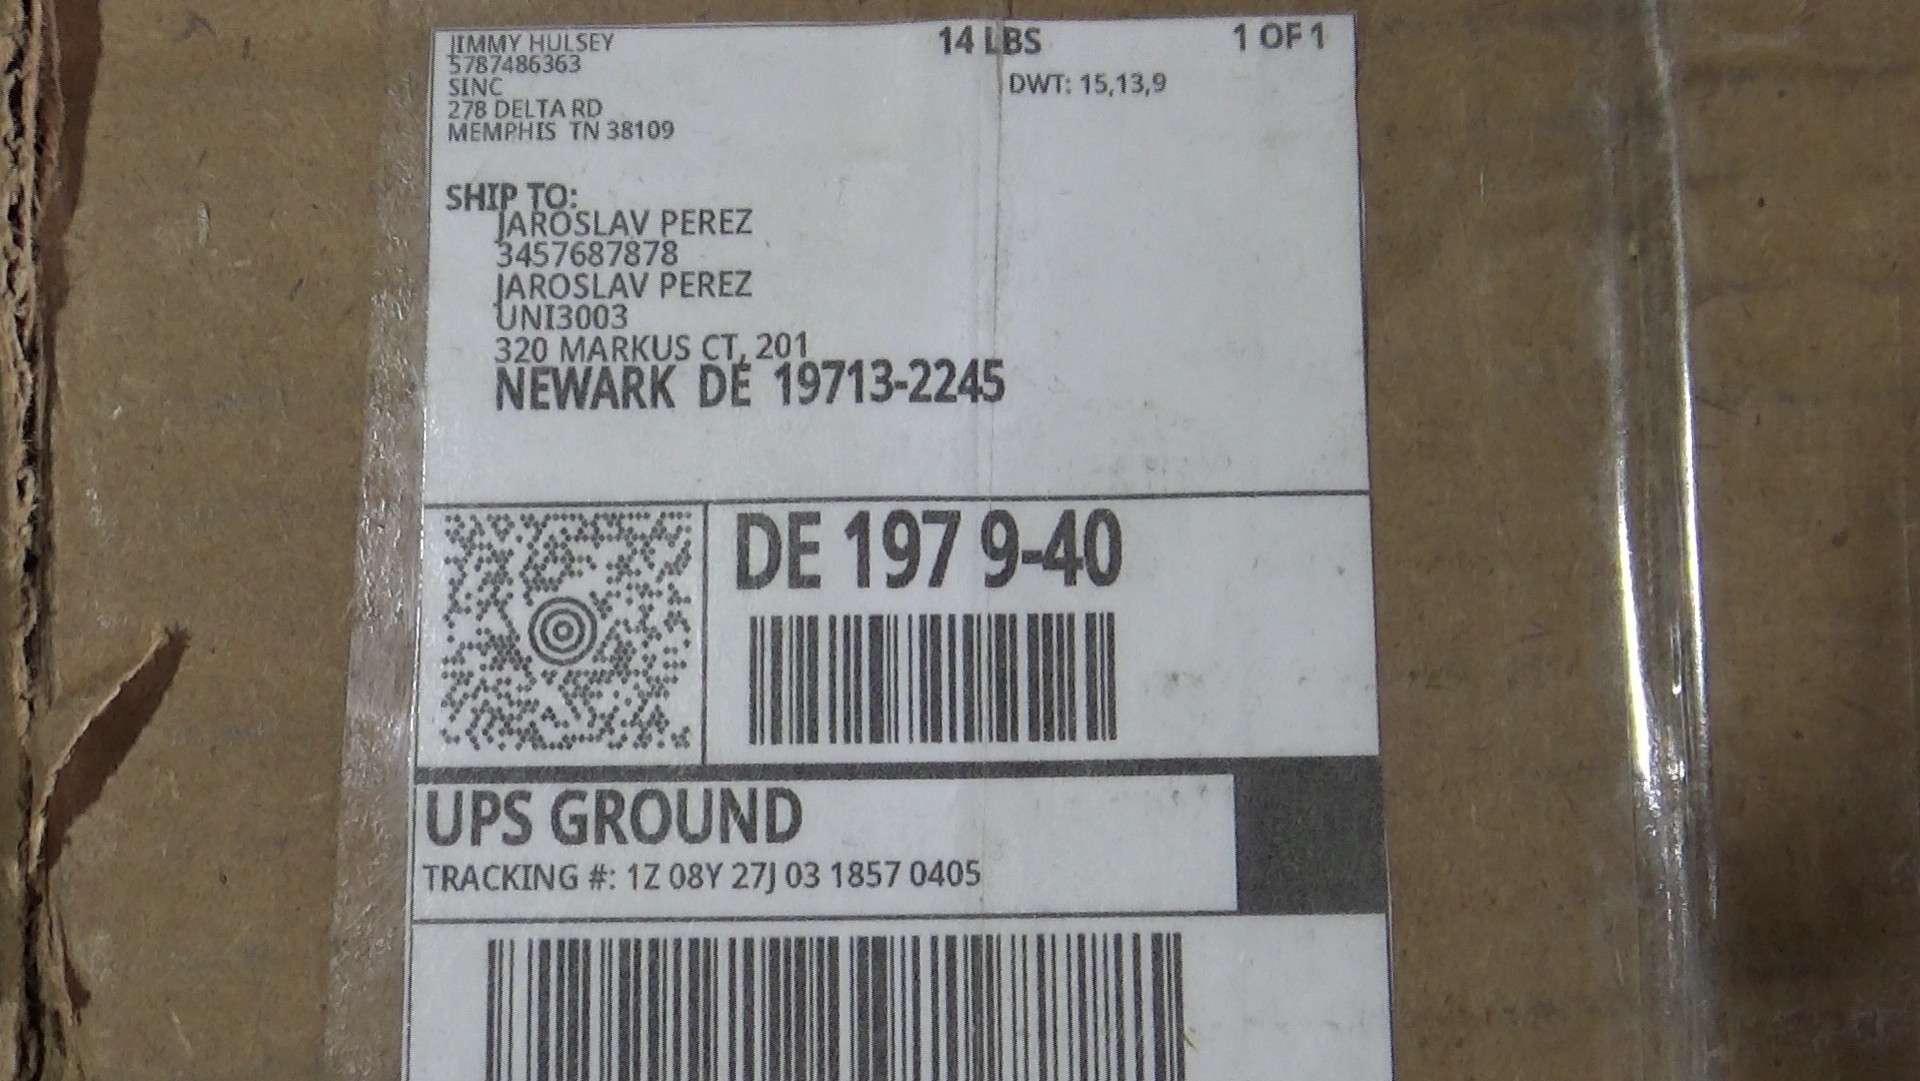 JIMMY HULSEY
5787486363
SINC
278 DELTA RD
MEMPHIS TN 38109
14 LBS
1 OF 1
DWT: 15,13,9
SHIP TO:
JAROSLAV PEREZ
3457687878
JAROSLAV PEREZ
UNI3003
320 MARKUS CT, 201
NEWARK DE 19713-2245
DE 197 9-40
UPS GROUND
TRACKING #: 1Z 08Y 27J 03 1857 0405